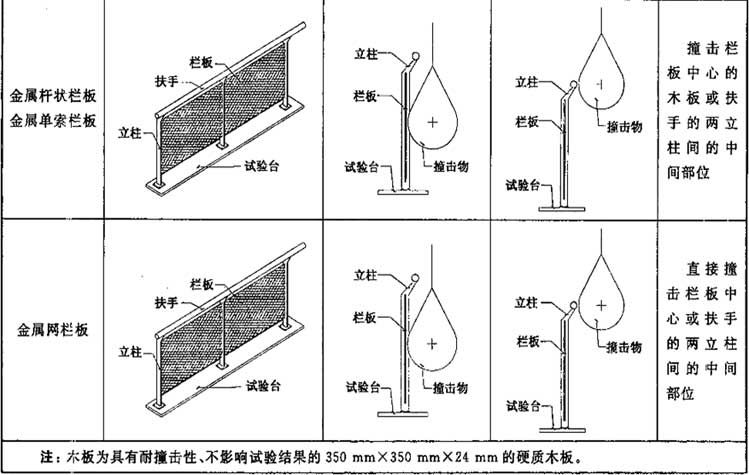 金属杆状栏板
金属单索栏板
栏板
扶手
立柱
试验台
立柱
栏板
撞击物
试验台
立柱
栏板
撞击物
试验台
撞击栏
板中心的
木板或扶
手的两立
柱间的中
间部位
金属网栏板
栏板
扶手
立柱
试验台
立柱
栏板
撞击物
试验台
立柱
栏板
撞击物
试验台
直接撞
击栏板中
心或扶手
的两立柱
间的中间
部位
注：木板为具有耐撞击性、不影响试验结果的 350 mm×350 mm×24 mm 的硬质木板。